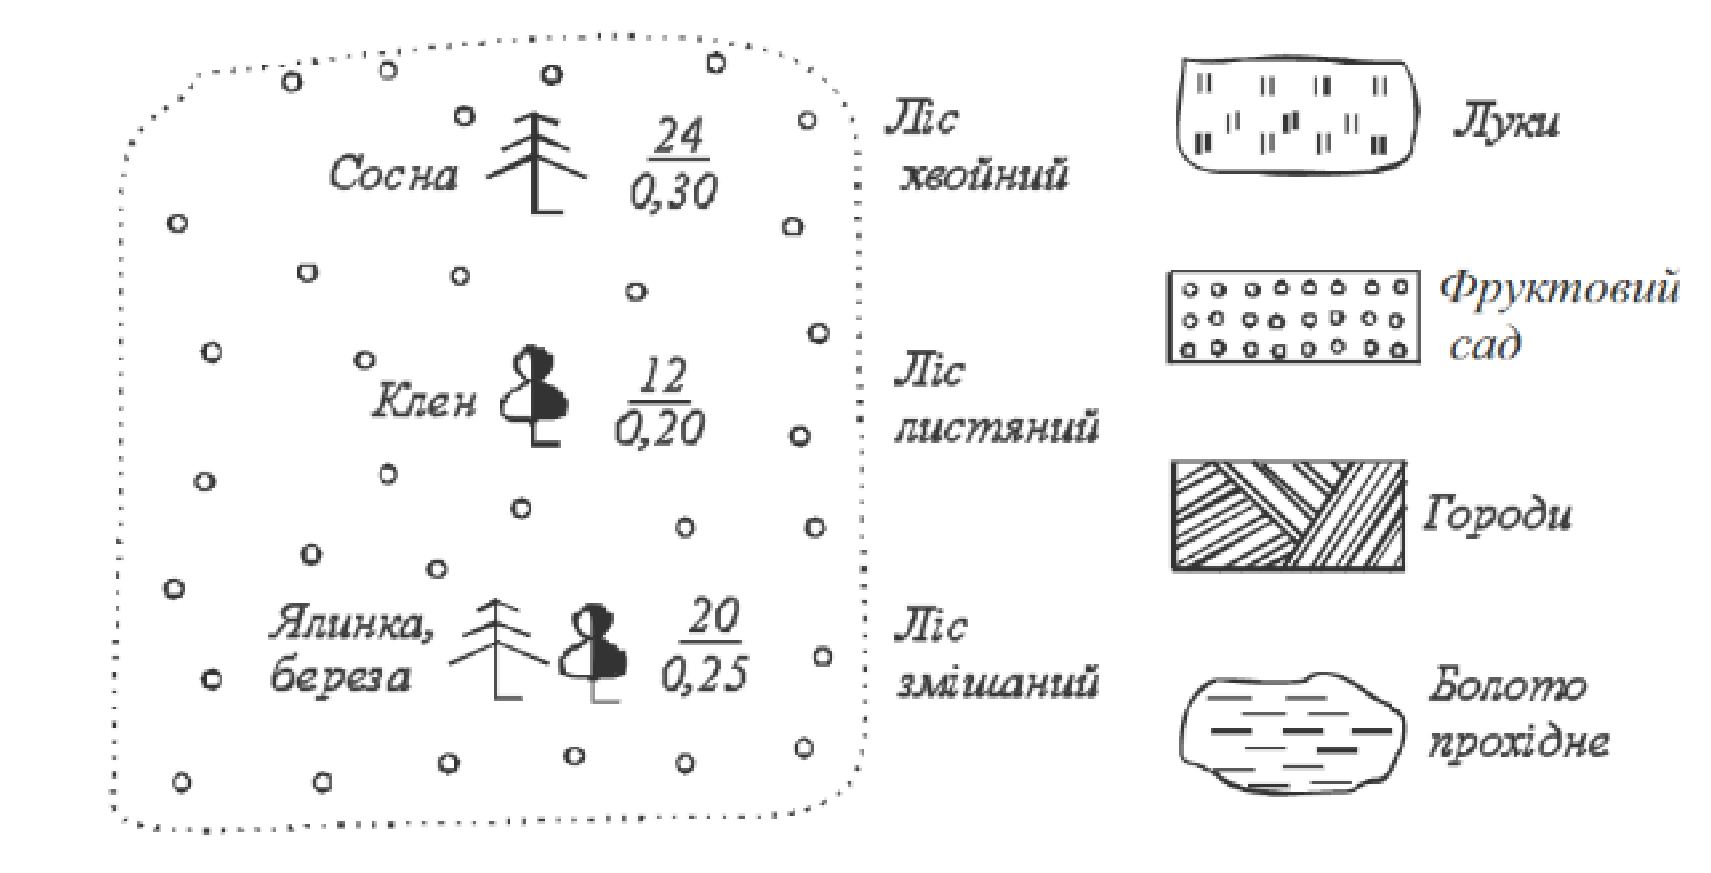 Сосна
24
0,30
Ліс
хвойний
Клен
12
0,20
Ліс
листяний
Ялинка,
береза
20
0,25
Ліс
змішаний
Луки
Фруктовий
сад
Городи
Болото
прохідне